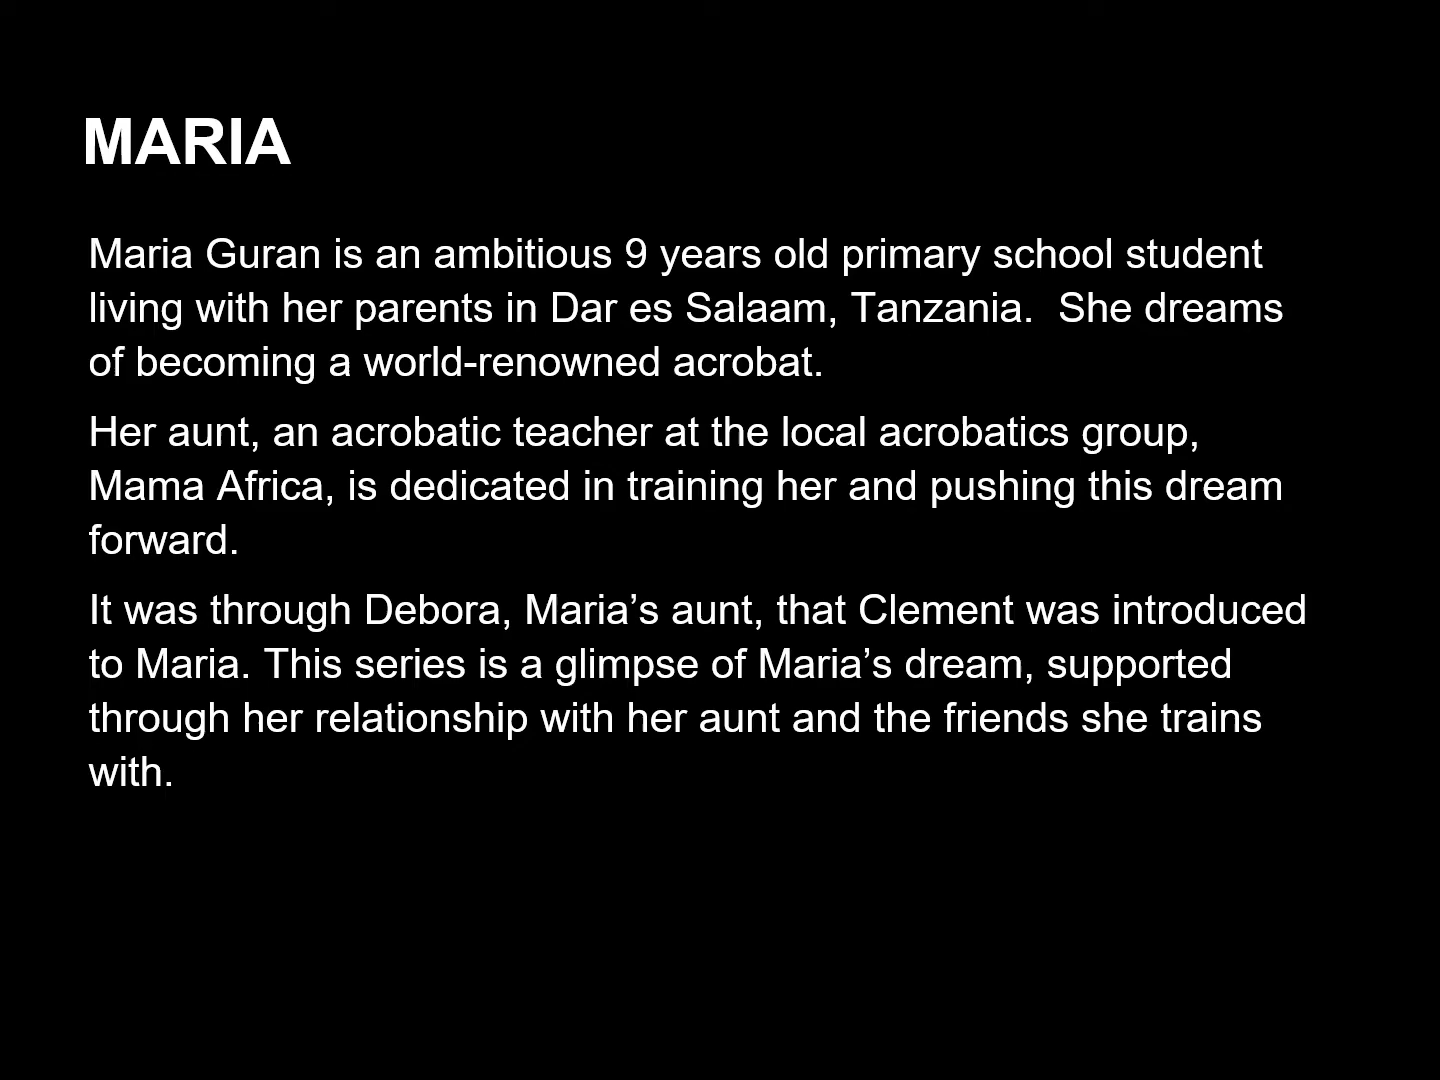 MARIA
Maria Guran is an ambitious 9 years old primary school student
living with her parents in Dar es Salaam, Tanzania.  She dreams
of becoming a world-renowned acrobat.
Her aunt, an acrobatic teacher at the local acrobatics group,
Mama Africa, is dedicated in training her and pushing this dream
forward.
It was through Debora, Maria’s aunt, that Clement was introduced
to Maria. This series is a glimpse of Maria’s dream, supported
through her relationship with her aunt and the friends she trains
with.